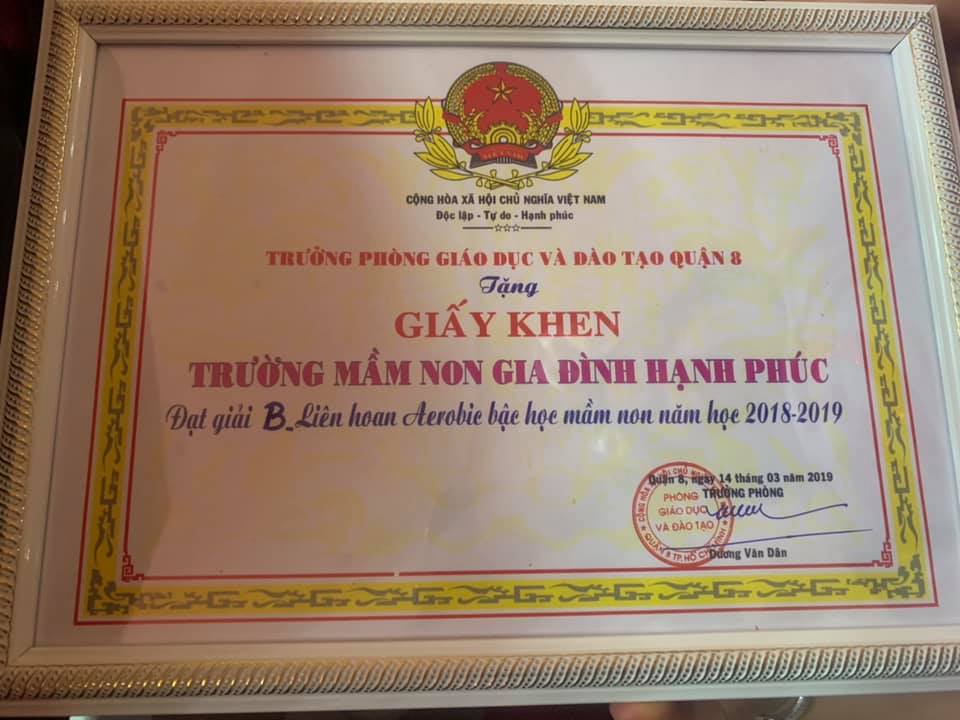 VIỆT NAM
CỘNG HÒA XÃ HỘI CHỦ NGHĨA VIỆT NAM
Độc lập - Tự do - Hạnh phúc
TRƯỞNG PHÒNG GIÁO DỤC VÀ ĐÀO TẠO QUẬN 8
Tặng
GIẤY KHEN
TRƯỜNG MẦM NON GIA ĐÌNH HẠNH PHÚC
Đạt giải B Liên hoan Aerobic bậc học mầm non năm học 2018-2019
Quận 8, ngày 14 tháng 03 năm 2019
TRƯỞNG PHÒNG
PHÒNG
GIÁO DỤC
VÀ ĐÀO TẠO
Dương Văn Dân